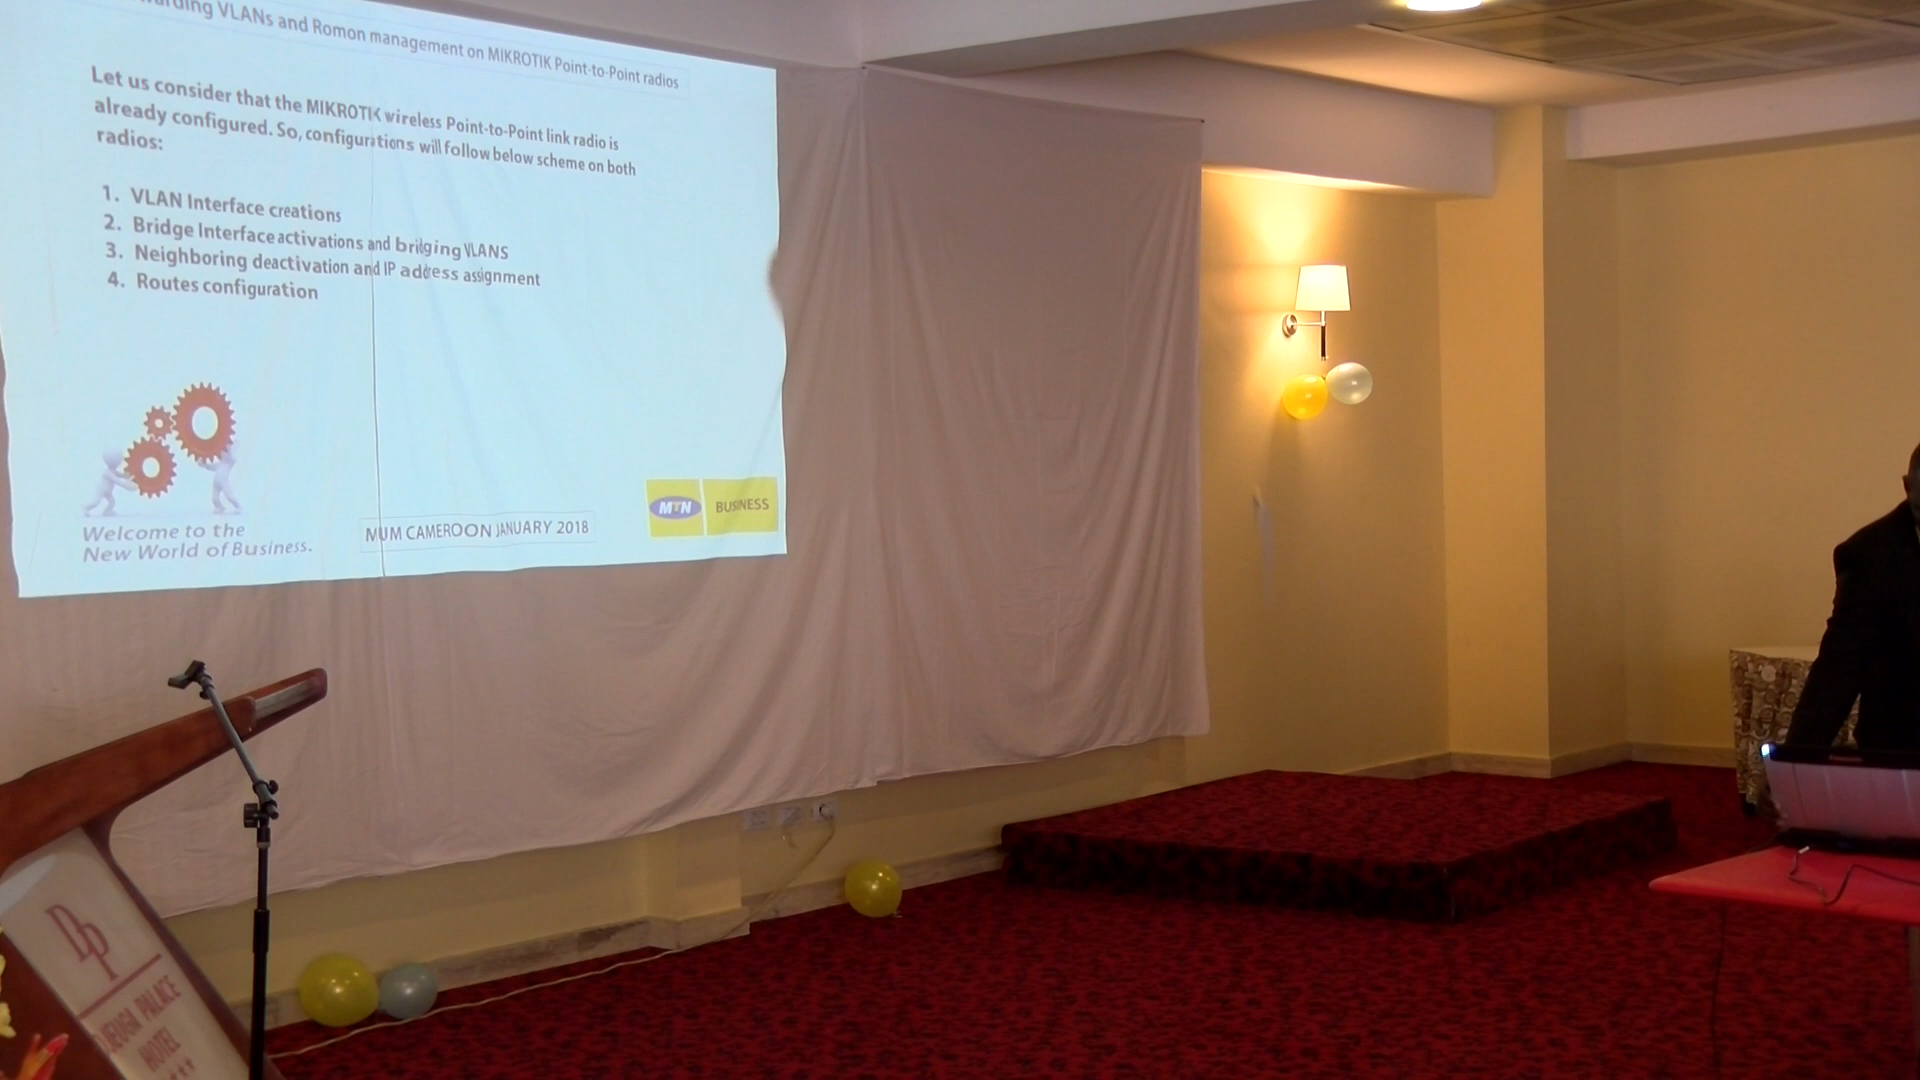 VLANs and Romon management on MIKROTIK Point-to-Point radios
Let us consider that the MIKROTIK wireless Point-to-Point link radio is
already configured. So, configurations will follow below scheme on both
radios:
1. VLAN Interface creations
2. Bridge Interface activations and bridging VLANS
3. Neighboring deactivation and IP address assignment
4. Routes configuration
Welcome to the
New World of Business.
MUM CAMEROON JANUARY 2018
MTN BUSINESS
DP
DJEUGA PALACE
HOTEL